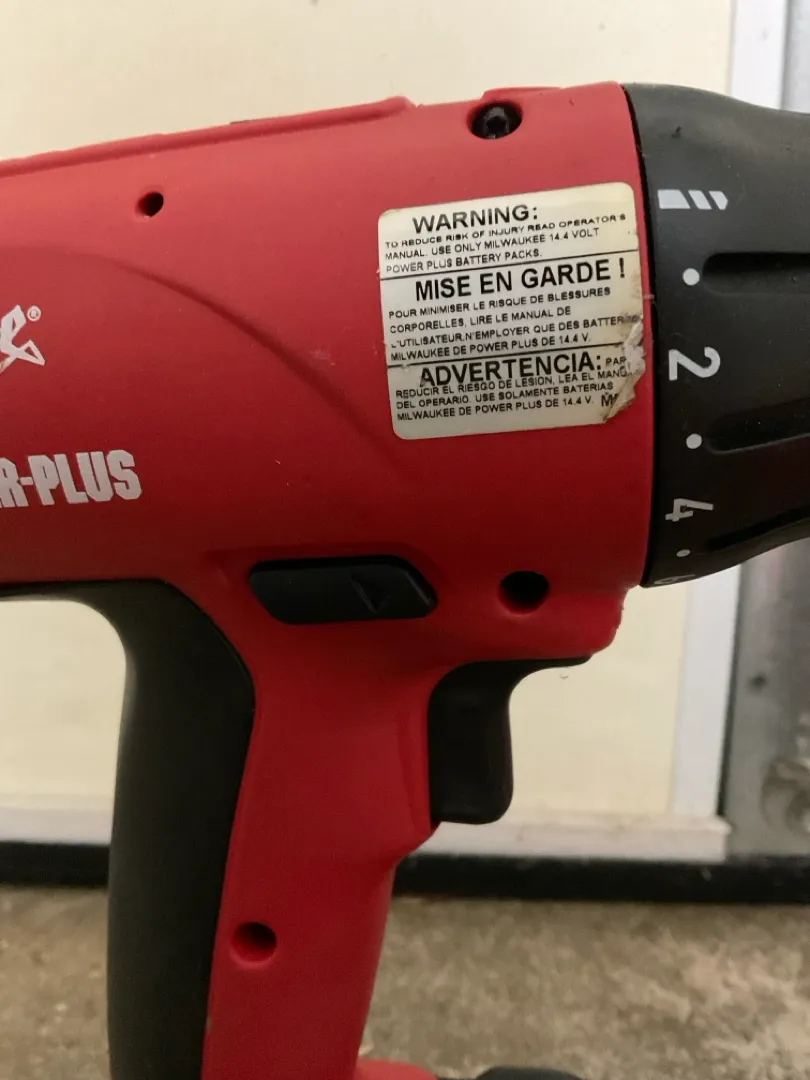 WARNING:
TO REDUCE RISK OF INJURY READ OPERATOR'S
MANUAL. USE ONLY MILWAUKEE 14.4 VOLT
POWER PLUS BATTERY PACKS.
MISE EN GARDE !
POUR MINIMISER LE RISQUE DE BLESSURES
CORPORELLES, LIRE LE MANUAL DE
L'UTILISATEUR,N'EMPLOYER QUE DES
MILWAUKEE DE POWER PLUS DE 14.4 V.
ADVERTENCIA:
REDUCIR EL RIESGO DE LESION, LEA EL
DEL OPERARIO. USE SOLAMENTE BATERIAS
MILWAUKEE DE POWER PLUS DE 14.4 V.
R-PLUS
2
4